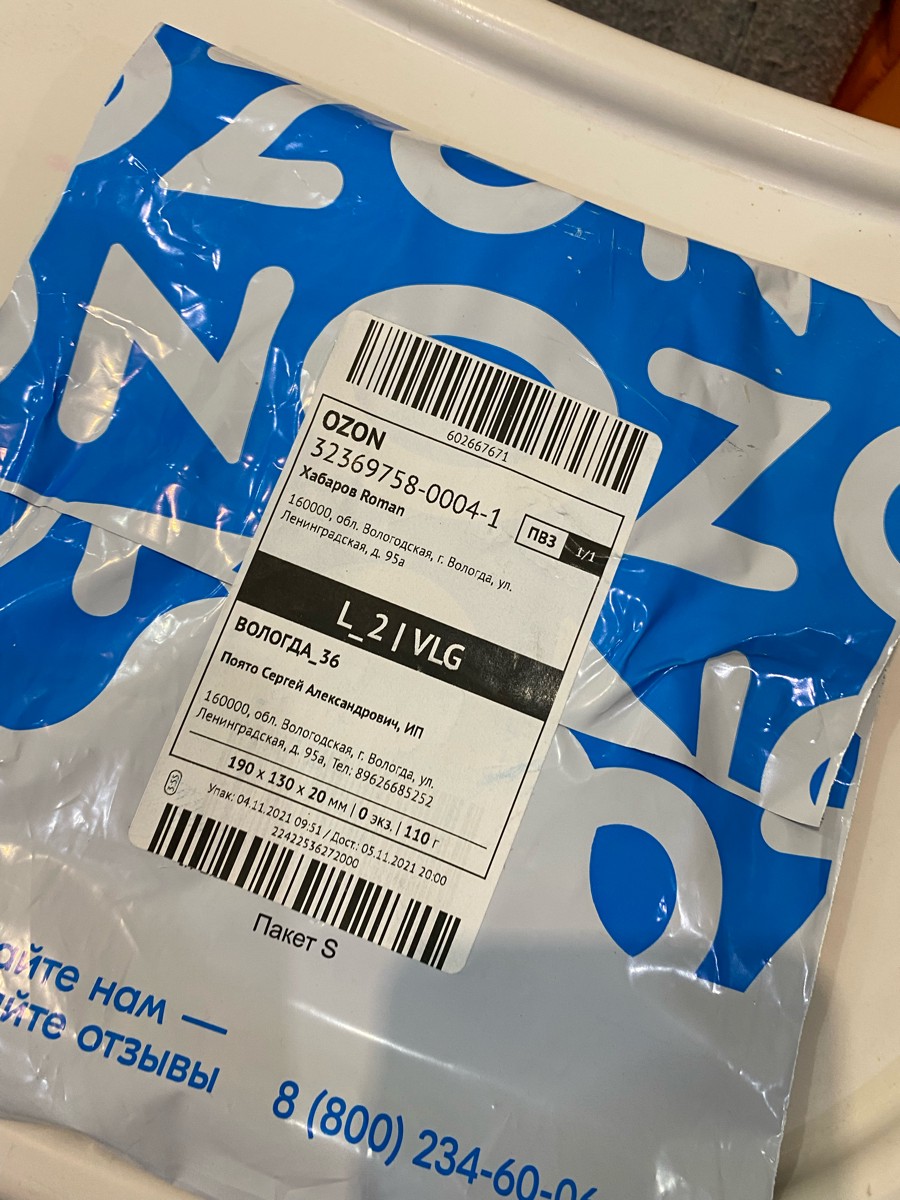 602667671
OZON
32369758-0004-1
Хабаров Roman
ПВЗ 1/1
160000, обл. Вологодская, г. Вологда, ул.
Ленинградская, д. 95а
L_2 | VLG
ВОЛОГДА_36
Поято Сергей Александрович, ИП
160000, обл. Вологодская, г. Вологда, ул.
Ленинградская, д. 95а, Тел: 89626685252
190 x 130 x 20 мм | 0 экз. | 110 г
Упак: 04.11.2021 09:51 / Дост.: 05.11.2021 20:00
22422536272000
Пакет S
нам —
отзывы
8 (800) 234-60-0